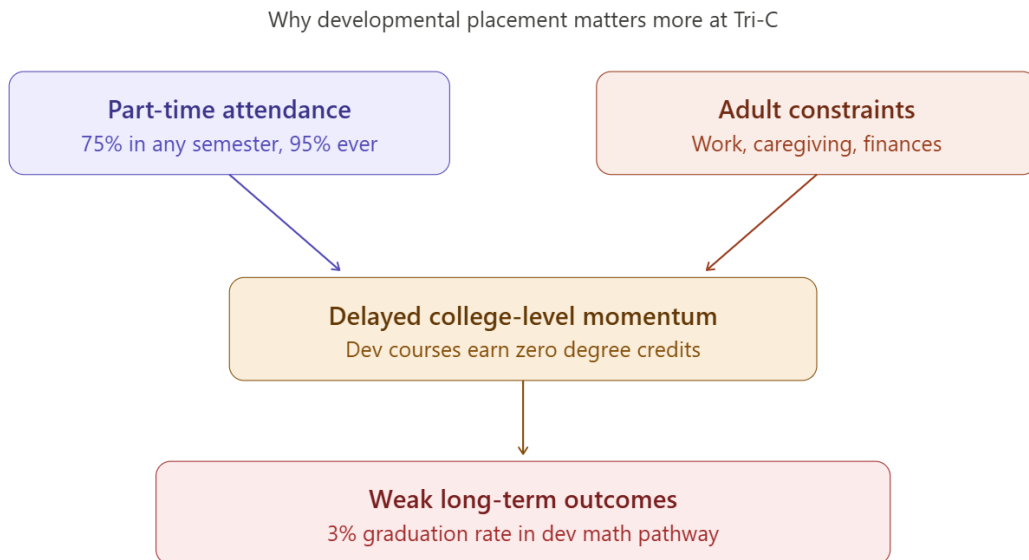 Why developmental placement matters more at Tri-C
Part-time attendance
75% in any semester, 95% ever
Adult constraints
Work, caregiving, finances
Delayed college-level momentum
Dev courses earn zero degree credits
Weak long-term outcomes
3% graduation rate in dev math pathway